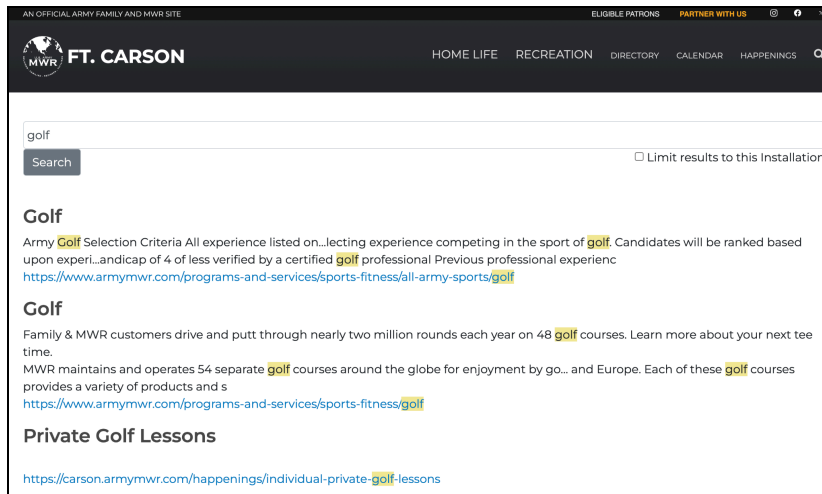 AN OFFICIAL ARMY FAMILY AND MWR SITE
ELIGIBLE PATRONS PARTNER WITH US
MWR FT. CARSON
HOME LIFE RECREATION DIRECTORY CALENDAR HAPPENINGS
golf
Search
Limit results to this Installation
Golf
Army Golf Selection Criteria All experience listed on...lecting experience competing in the sport of golf. Candidates will be ranked based
upon experi...andicap of 4 of less verified by a certified golf professional Previous professional experienc
https://www.armymwr.com/programs-and-services/sports-fitness/all-army-sports/golf
Golf
Family & MWR customers drive and putt through nearly two million rounds each year on 48 golf courses. Learn more about your next tee
time.
MWR maintains and operates 54 separate golf courses around the globe for enjoyment by go... and Europe. Each of these golf courses
provides a variety of products and s
https://www.armymwr.com/programs-and-services/sports-fitness/golf
Private Golf Lessons
https://carson.armymwr.com/happenings/individual-private-golf-lessons